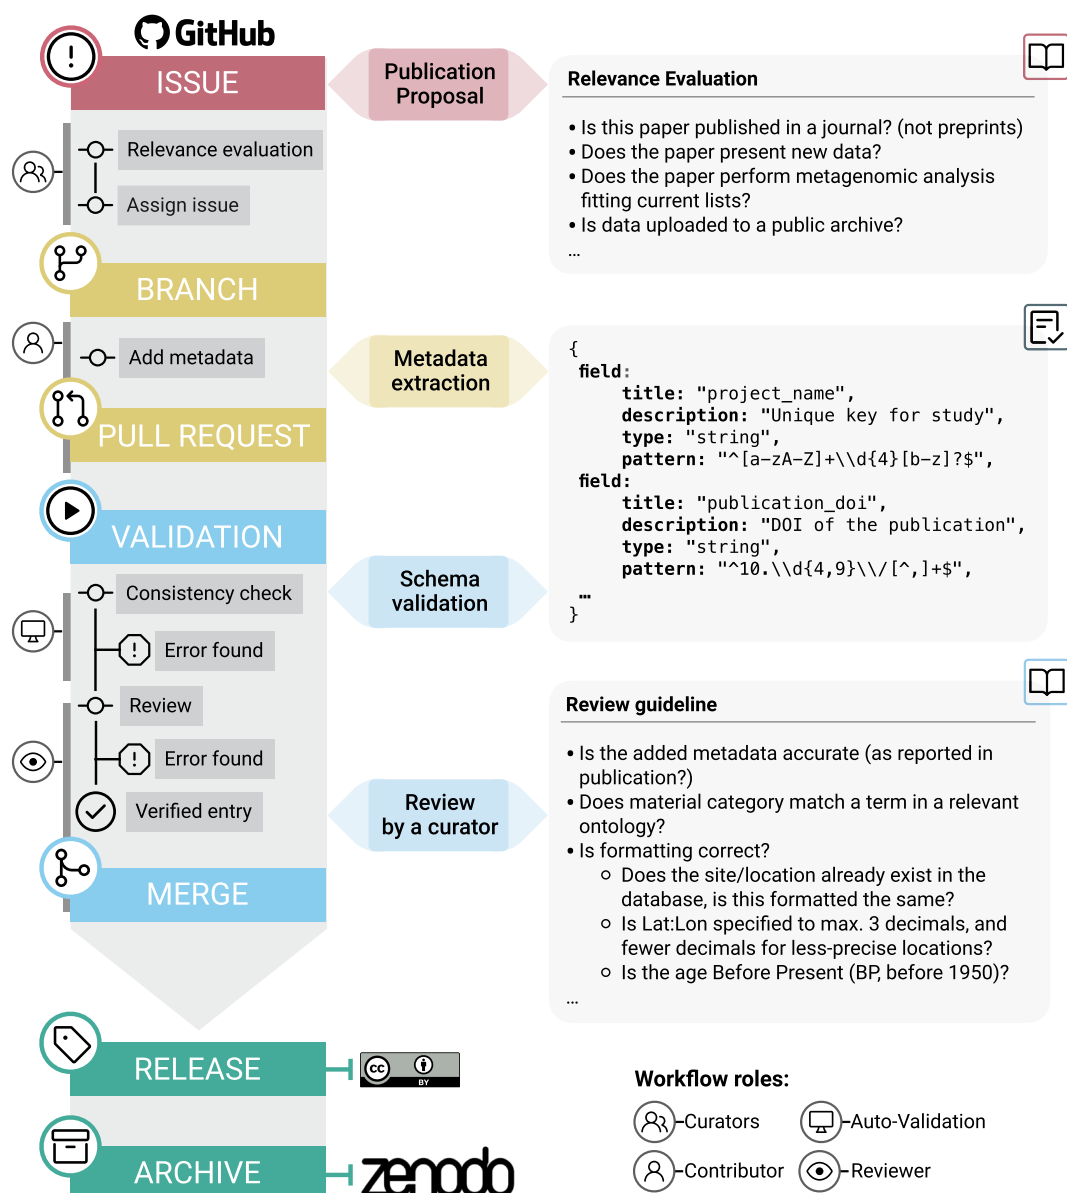 GitHub
ISSUE
Relevance evaluation
Assign issue
BRANCH
Add metadata
PULL REQUEST
VALIDATION
Consistency check
Error found
Review
Error found
Verified entry
MERGE
RELEASE
ARCHIVE
Publication
Proposal
Metadada
extraction
Schema
validation
Review
by a curator
Relevance Evaluation
• Is this paper published in a journal? (not preprints)
• Does the paper present new data?
• Does the paper perform metagenomic analysis
fitting current lists?
• Is data uploaded to a public archive?
...
{
field:
title: "project_name",
description: "Unique key for study",
type: "string",
pattern: "^[a-zA-Z]+\\d{4}[b-z]?$",
field:
title: "publication_doi",
description: "DOI of the publication",
type: "string",
pattern: "^10.\\d{4,9}\\/[^,]+$",
...
}
Review guideline
• Is the added metadata accurate (as reported in
publication?)
• Does material category match a term in a relevant
ontology?
• Is formatting correct?
○ Does the site/location already exist in the
database, is this formatted the same?
○ Is Lat:Lon specified to max. 3 decimals, and
fewer decimals for less-precise locations?
○ Is the age Before Present (BP, before 1950)?
...
cc
BY
zenodo
Workflow roles:
Curators
Auto-Validation
Contributor
Reviewer